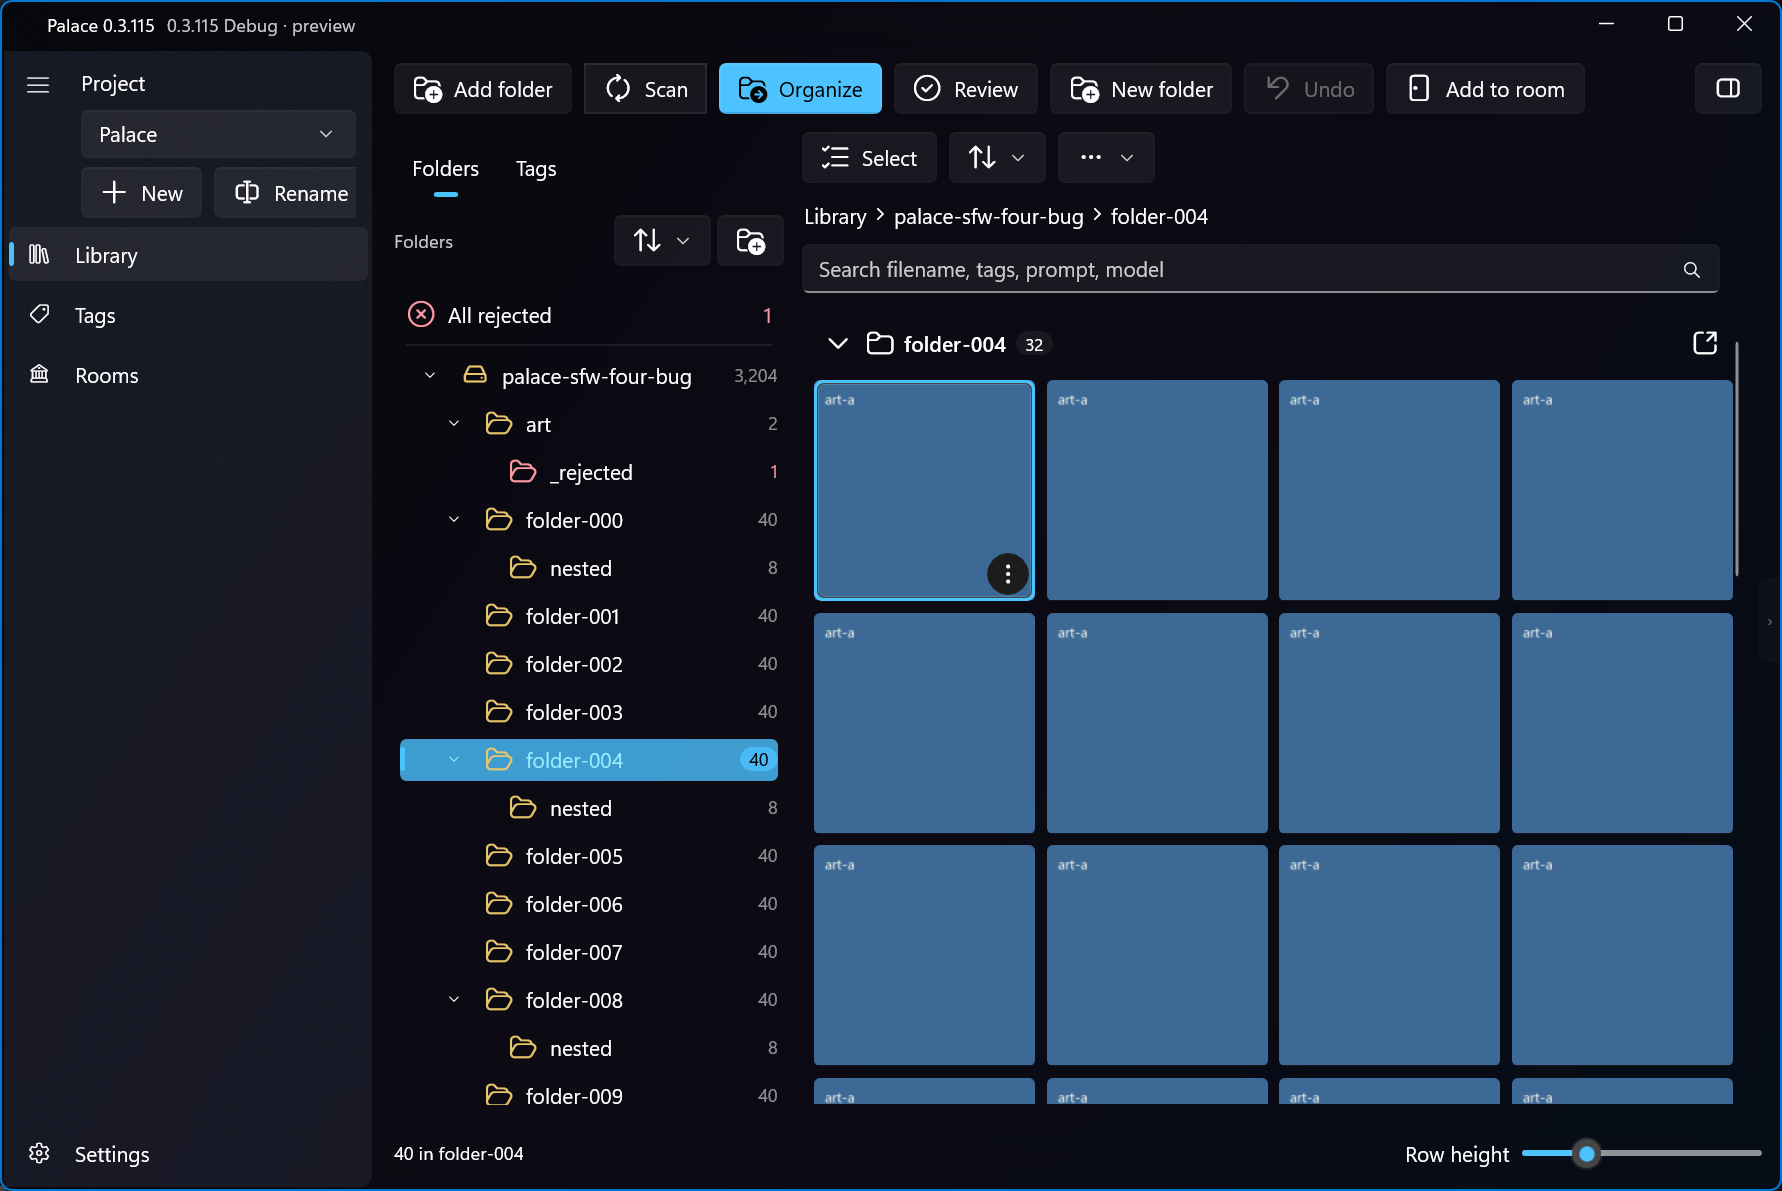 Palace 0.3.115 0.3.115 Debug · preview
Project
Palace
New Rename
Library
Tags
Rooms
Settings
Add folder Scan Organize Review New folder Undo Add to room
Folders Tags
Folders
All rejected 1
palace-sfw-four-bug 3,204
art 2
_rejected 1
folder-000 40
nested 8
folder-001 40
folder-002 40
folder-003 40
folder-004 40
nested 8
folder-005 40
folder-006 40
folder-007 40
folder-008 40
nested 8
folder-009 40
40 in folder-004
Select
Library > palace-sfw-four-bug > folder-004
Search filename, tags, prompt, model
folder-004 32
art-a art-a art-a art-a
art-a art-a art-a art-a
art-a art-a art-a art-a
art-a art-a art-a art-a
Row height